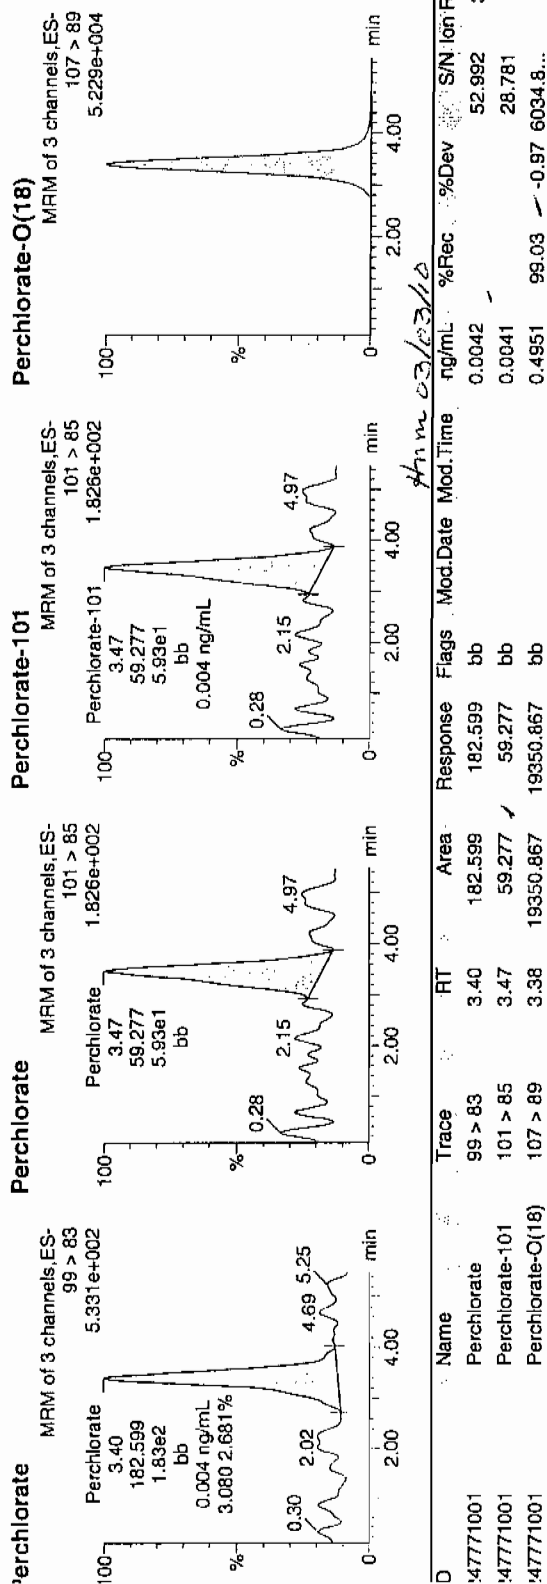 Perchlorate
MRM of 3 channels,ES-
99 > 83
5.331e+002
100
Perchlorate
3.40
182.599
1.83e2
bb
0.004 ng/mL
3.080 2.681%
%
0.30
2.02
4.69
5.25
0
2.00
4.00
min
Perchlorate
MRM of 3 channels,ES-
101 > 85
1.826e+002
100
Perchlorate
3.47
59.277
5.93e1
bb
%
0.28
2.15
4.97
0
2.00
4.00
min
Perchlorate-101
MRM of 3 channels,ES-
101 > 85
1.826e+002
100
Perchlorate-101
3.47
59.277
5.93e1
bb
0.004 ng/mL
%
0.28
2.15
4.97
0
2.00
4.00
min
Perchlorate-O(18)
MRM of 3 channels,ES-
107 > 89
5.229e+004
100
%
0
2.00
4.00
min
03/03/10
D Name Trace RT Area Response Flags Mod.Date Mod.Time ng/mL %Rec %Dev S/N Ion R
:47771001 Perchlorate 99 > 83 3.40 182.599 182.599 bb 0.0042 52.992
:47771001 Perchlorate-101 101 > 85 3.47 59.277 59.277 bb 0.0041 28.781
:47771001 Perchlorate-O(18) 107 > 89 3.38 19350.867 19350.867 bb 0.4951 99.03 -0.97 6034.8...